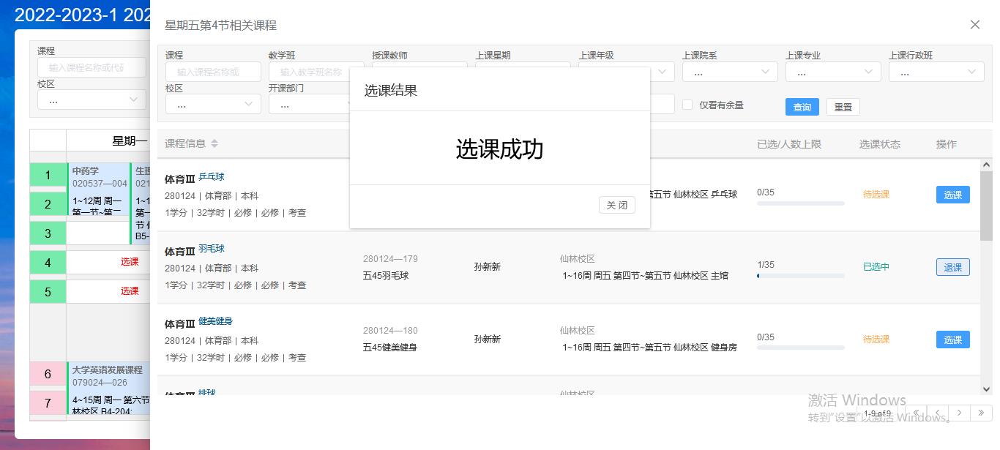 2022-2023-1 202
课程
输入课程名称或代码
校区
...
星期一
1
2
3
4
5
6
7
中药学
020537—004
1~12周 周一
第一节~第二
生理
021
1~1
第一
节 仙
B5-
选课
选课
大学英语发展课程
079024—026
4~15周 周一 第六节
林校区 B4-204;
星期五第4节相关课程
课程 教学班 授课教师 上课星期 上课年级 上课院系 上课专业 上课行政班
输入课程名称或 输入教学班名称 ... ... ...
校区 开课部门
... ... 仅看有余量 查询 重置
选课结果
选课成功
关 闭
课程信息 已选/人数上限 选课状态 操作
体育Ⅲ 乒乓球
280124 | 体育部 | 本科
1学分 | 32学时 | 必修 | 必修 | 考查
第五节 仙林校区 乒乓球
0/35
待选课
选课
体育Ⅲ 羽毛球
280124 | 体育部 | 本科
1学分 | 32学时 | 必修 | 必修 | 考查
280124—179
五45羽毛球
孙新新
仙林校区
1~16周 周五 第四节~第五节 仙林校区 主馆
1/35
已选中
退课
体育Ⅲ 健美健身
280124 | 体育部 | 本科
1学分 | 32学时 | 必修 | 必修 | 考查
280124—180
五45健美健身
孙新新
仙林校区
1~16周 周五 第四节~第五节 仙林校区 健身房
0/35
待选课
选课
体育Ⅲ 排球
仙林校区
激活 Windows
转到"设置"以激活 Windows。
1-9 of 9